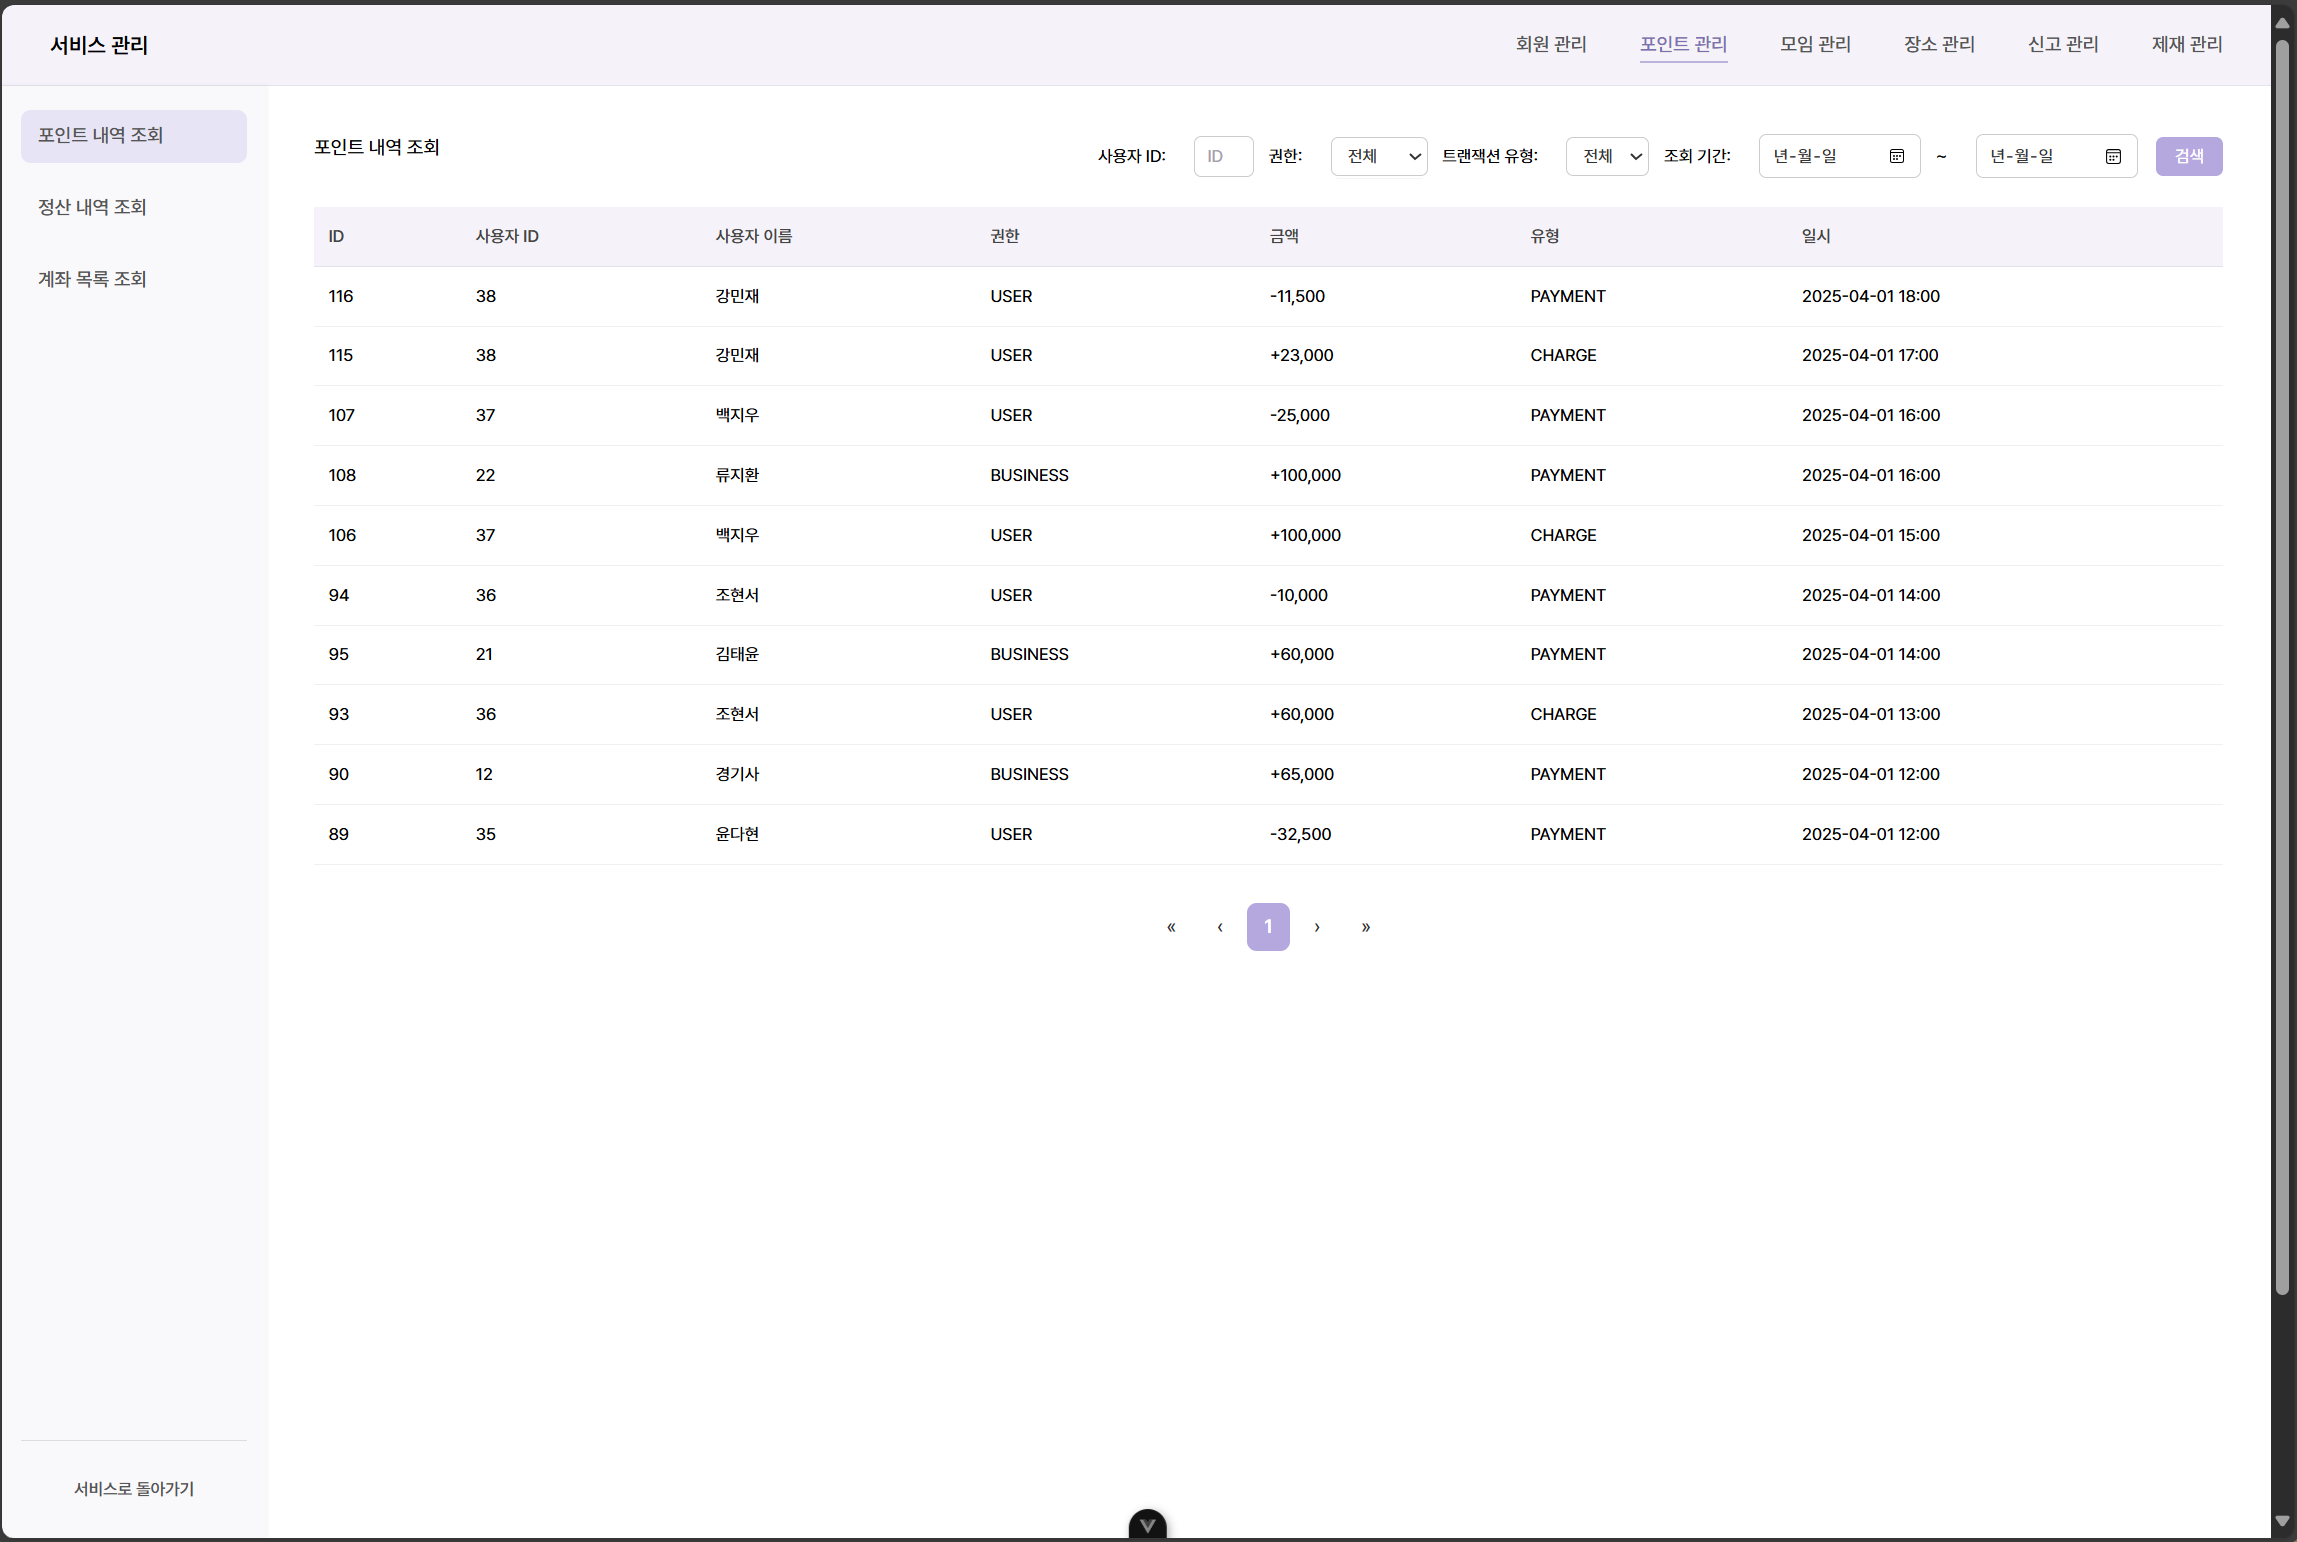 서비스 관리
회원 관리 포인트 관리 모임 관리 장소 관리 신고 관리 제재 관리
포인트 내역 조회
정산 내역 조회
계좌 목록 조회
서비스로 돌아가기
포인트 내역 조회
사용자 ID: ID 권한: 전체 트랜잭션 유형: 전체 조회 기간: 년-월-일 ~ 년-월-일 검색
ID 사용자 ID 사용자 이름 권한 금액 유형 일시
116 38 강민재 USER -11,500 PAYMENT 2025-04-01 18:00
115 38 강민재 USER +23,000 CHARGE 2025-04-01 17:00
107 37 백지우 USER -25,000 PAYMENT 2025-04-01 16:00
108 22 류지환 BUSINESS +100,000 PAYMENT 2025-04-01 16:00
106 37 백지우 USER +100,000 CHARGE 2025-04-01 15:00
94 36 조현서 USER -10,000 PAYMENT 2025-04-01 14:00
95 21 김태윤 BUSINESS +60,000 PAYMENT 2025-04-01 14:00
93 36 조현서 USER +60,000 CHARGE 2025-04-01 13:00
90 12 경기사 BUSINESS +65,000 PAYMENT 2025-04-01 12:00
89 35 윤다현 USER -32,500 PAYMENT 2025-04-01 12:00
« ‹ 1 › »